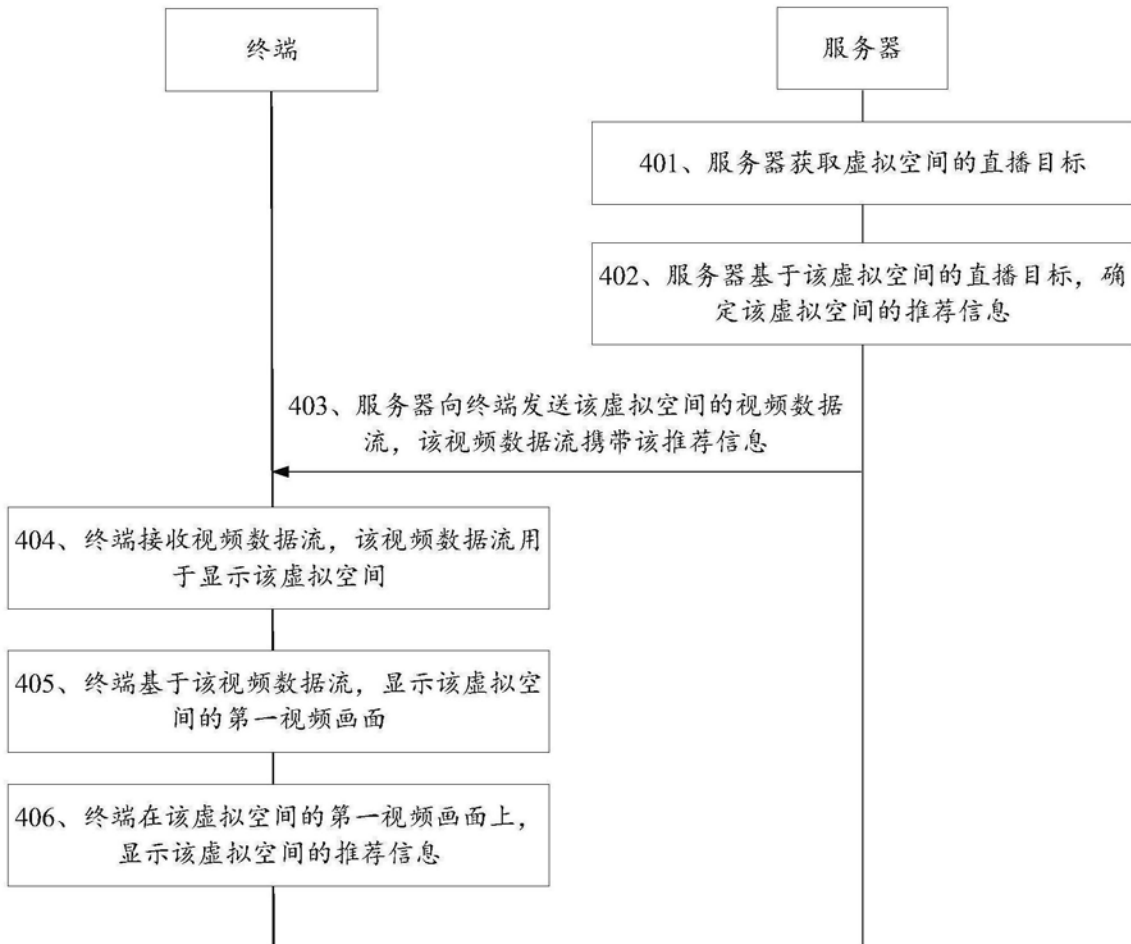 终端
服务器
401、服务器获取虚拟空间的直播目标
402、服务器基于该虚拟空间的直播目标，确
定该虚拟空间的推荐信息
403、服务器向终端发送该虚拟空间的视频数据
流，该视频数据流携带该推荐信息
404、终端接收视频数据流，该视频数据流用
于显示该虚拟空间
405、终端基于该视频数据流，显示该虚拟空
间的第一视频画面
406、终端在该虚拟空间的第一视频画面上，
显示该虚拟空间的推荐信息